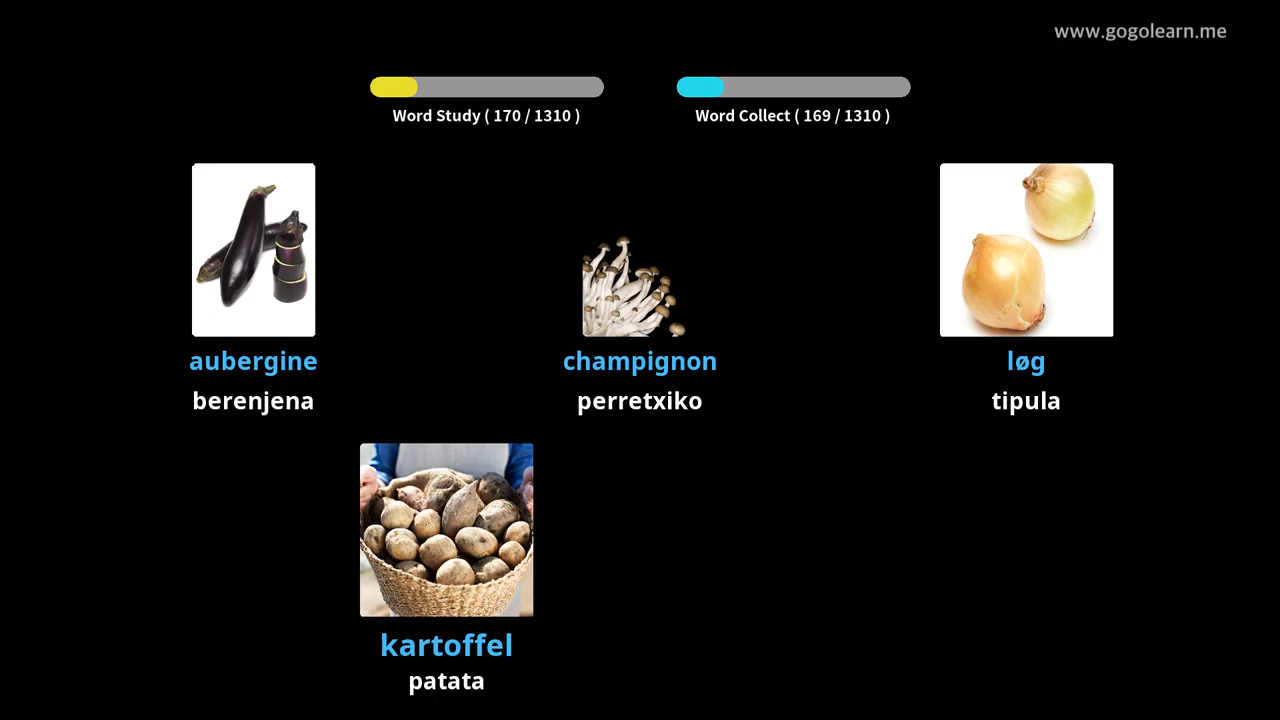 www.gogolearn.me
Word Study ( 170 / 1310 )
Word Collect ( 169 / 1310 )
aubergine
berenjena
champignon
perretxiko
løg
tipula
kartoffel
patata